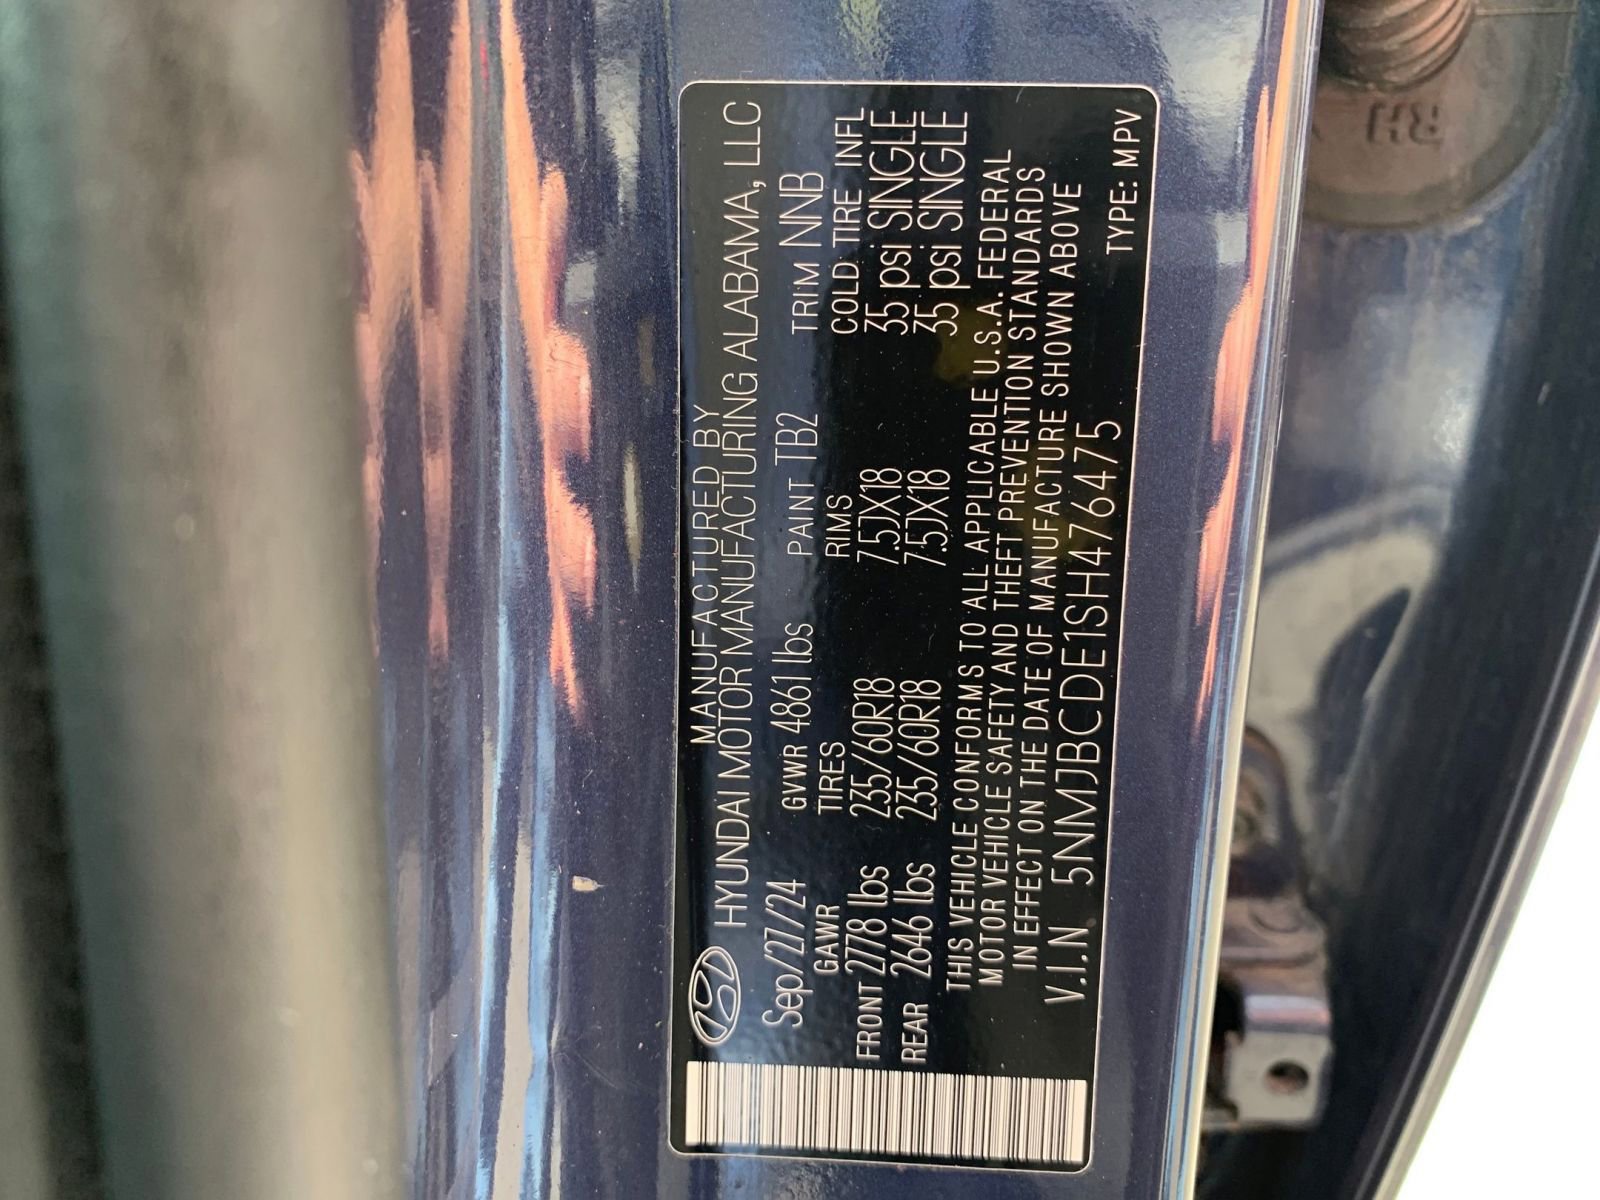 MANUFACTURED BY
HYUNDAI MOTOR MANUFACTURING ALABAMA, LLC
Sep/27/24 GVWR 4861 lbs PAINT TB2 TRIM NNB
GAWR TIRES RIMS COLD TIRE INFL
FRONT 2778 lbs 235/60R18 7.5JX18 35 psi SINGLE
REAR 2646 lbs 235/60R18 7.5JX18 35 psi SINGLE
THIS VEHICLE CONFORMS TO ALL APPLICABLE U.S.A. FEDERAL
MOTOR VEHICLE SAFETY AND THEFT PREVENTION STANDARDS
IN EFFECT ON THE DATE OF MANUFACTURE SHOWN ABOVE
V.I.N 5NMJBCDE1SH476475 TYPE: MPV
RH